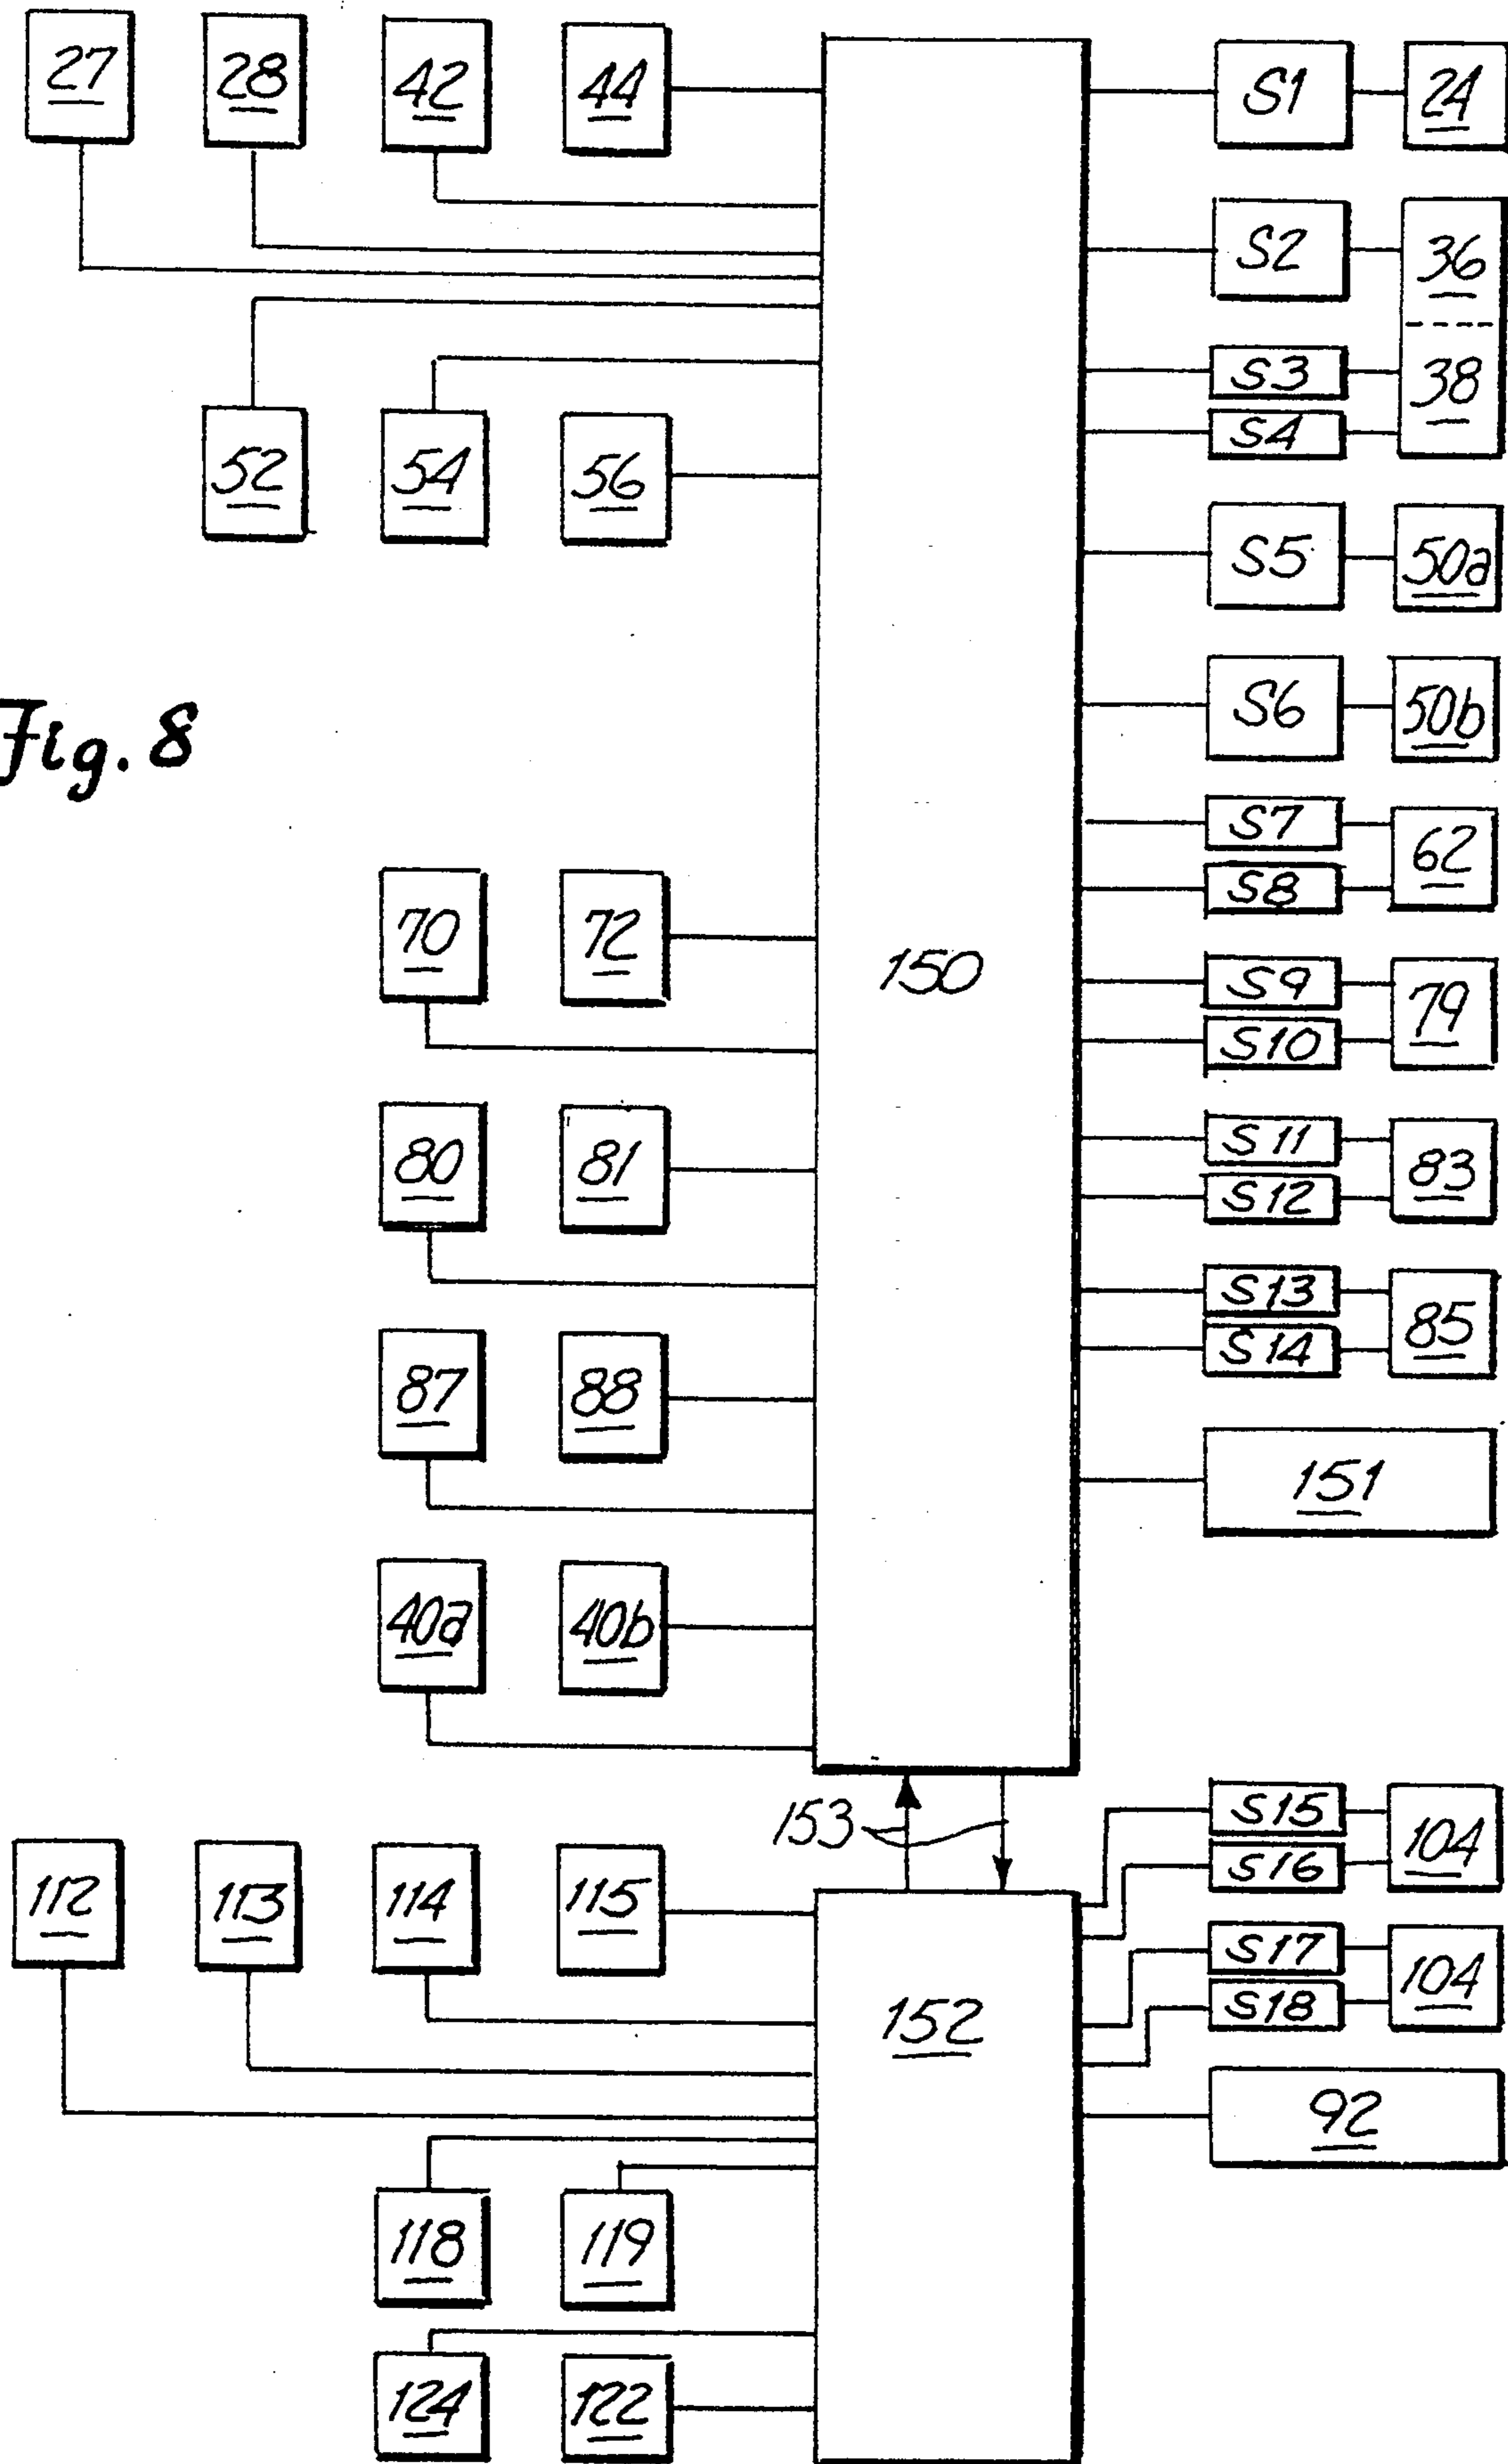 27 28 42 44 S1 24
S2 36
S3 38
S4
52 54 56
S5 50a
S6 50b
Fig. 8
S7 62
S8
70 72 150
S9 79
S10
80 81
S11 83
S12
S13 85
S14
87 88
151
40a 40b
153
S15 104
S16
112 113 114 115
S17 104
S18
152
92
118 119
124 122